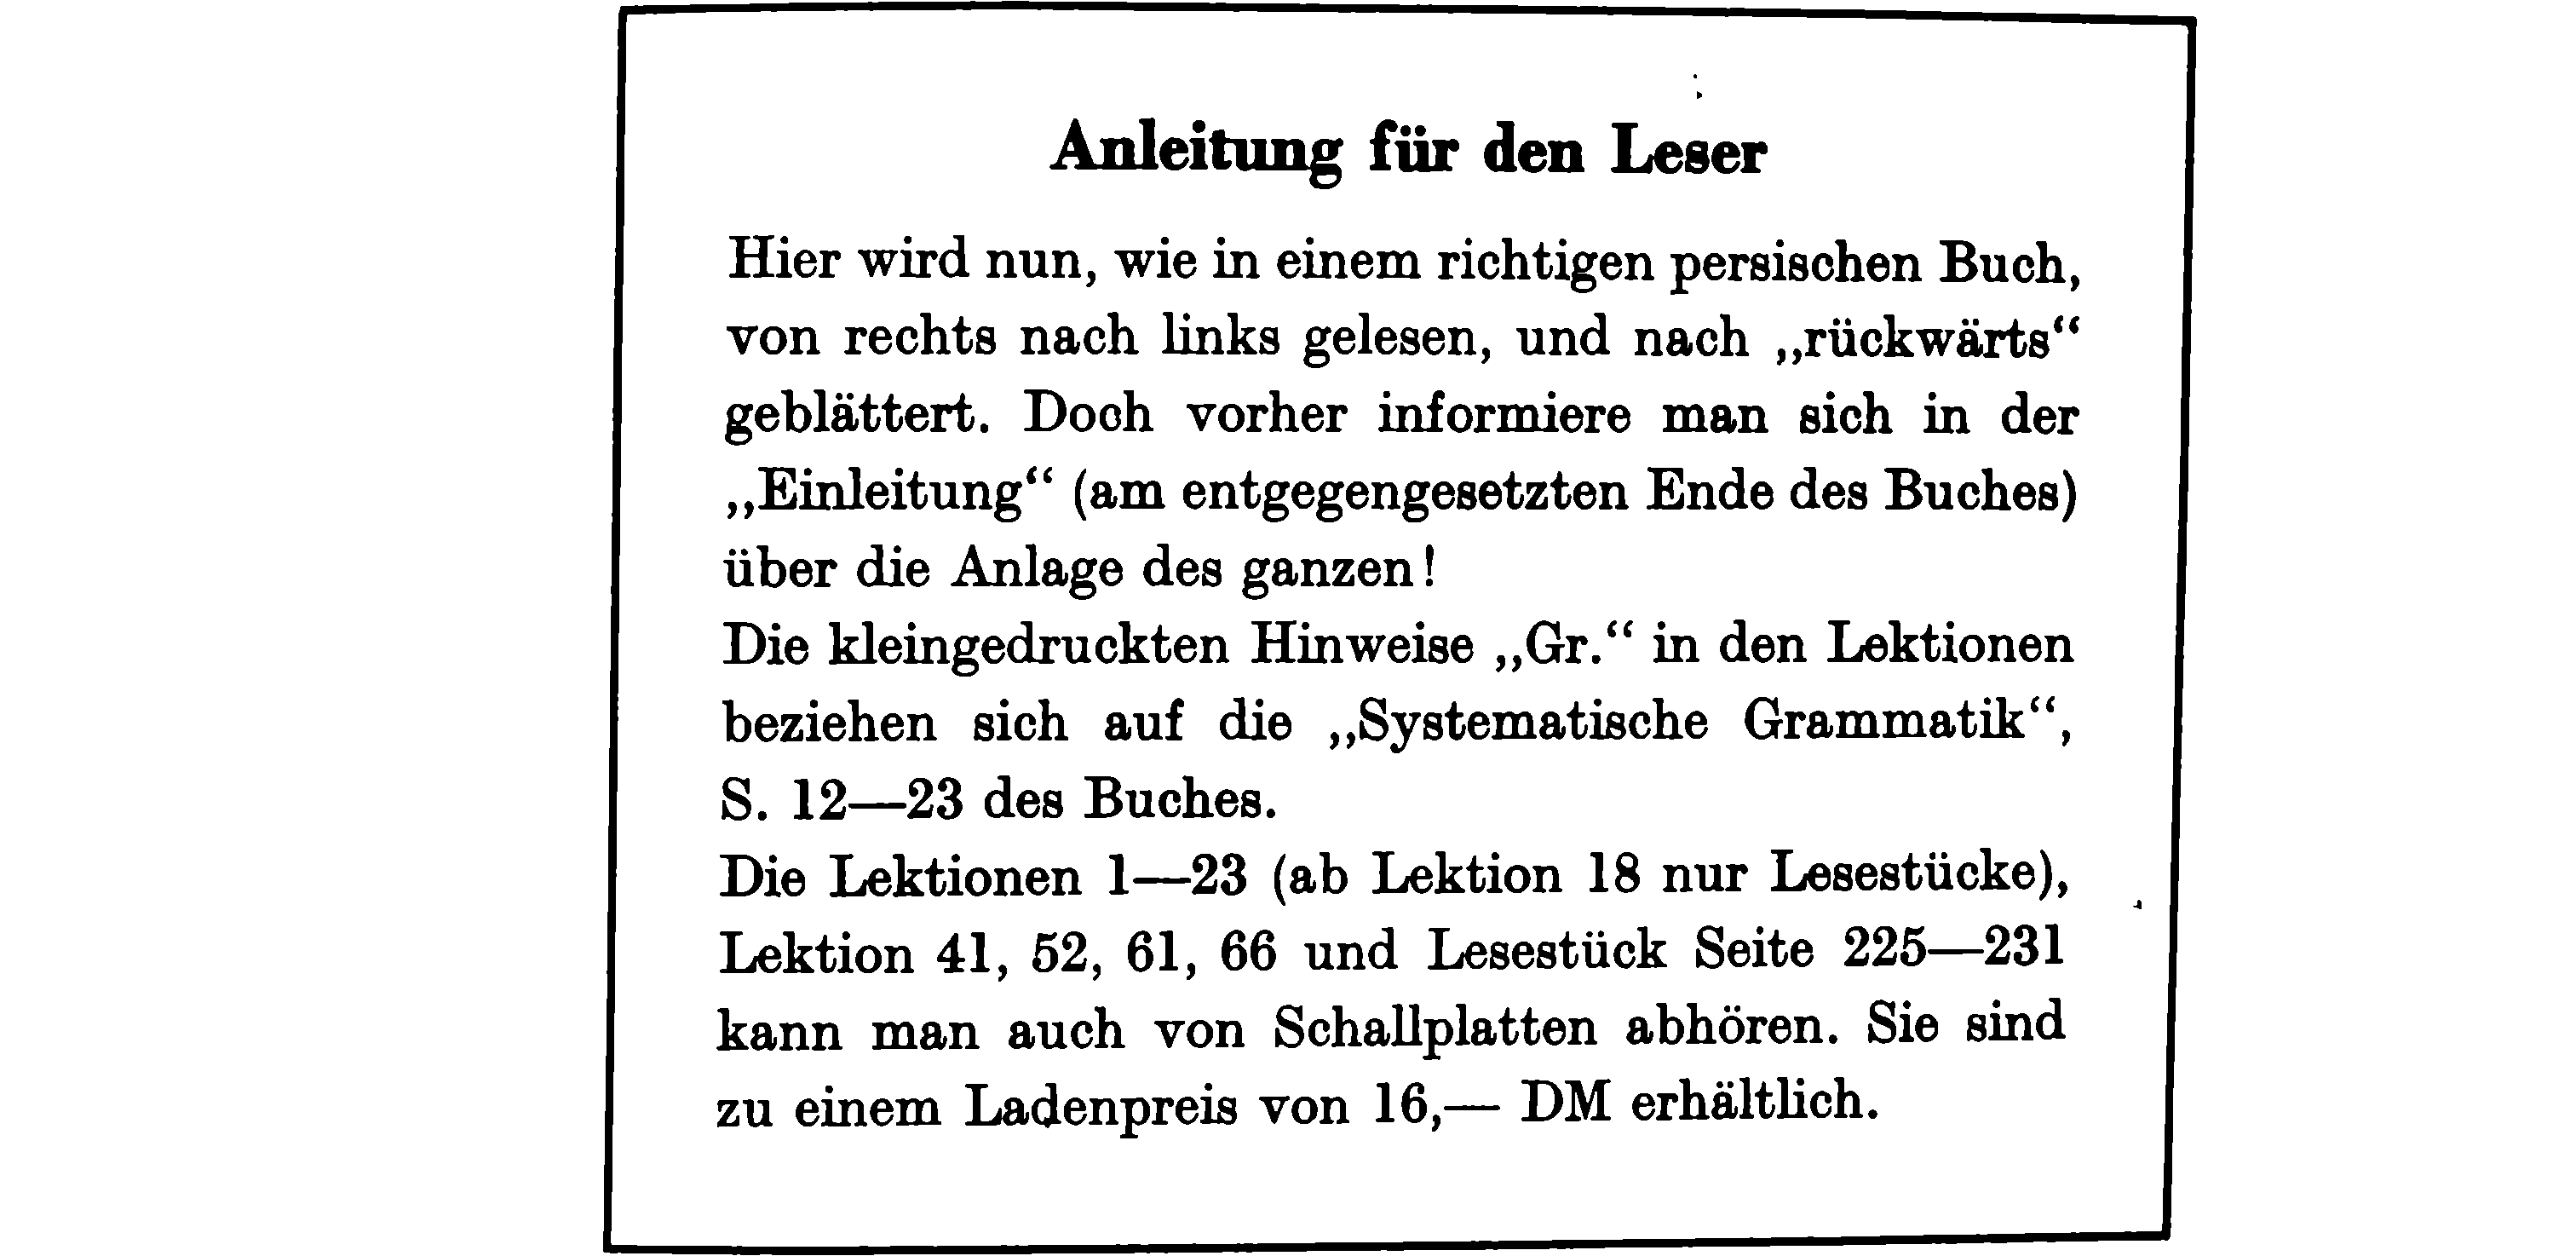 Anleitung für den Leser
Hier wird nun, wie in einem richtigen persischen Buch,
von rechts nach links gelesen, und nach „rückwärts“
geblättert. Doch vorher informiere man sich in der
„Einleitung“ (am entgegengesetzten Ende des Buches)
über die Anlage des ganzen!
Die kleingedruckten Hinweise „Gr.“ in den Lektionen
beziehen sich auf die „Systematische Grammatik“,
S. 12—23 des Buches.
Die Lektionen 1—23 (ab Lektion 18 nur Lesestücke),
Lektion 41, 52, 61, 66 und Lesestück Seite 225—231
kann man auch von Schallplatten abhören. Sie sind
zu einem Ladenpreis von 16,— DM erhältlich.